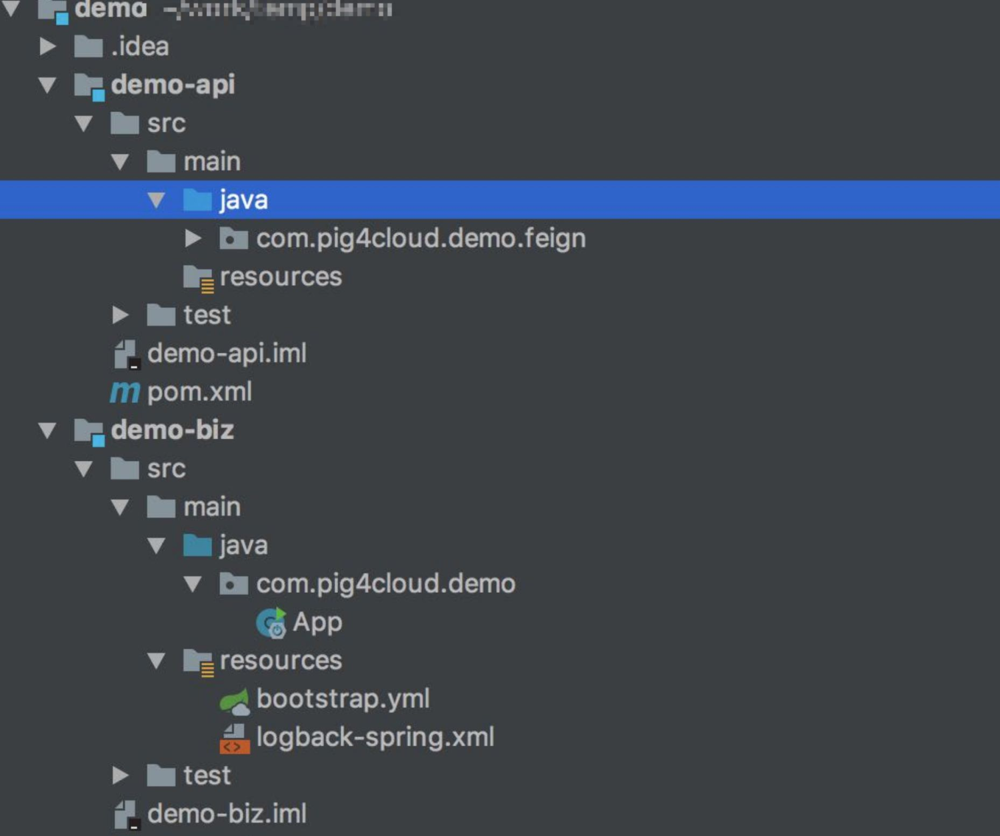 demo
.idea
demo-api
src
main
java
com.pig4cloud.demo.feign
resources
test
demo-api.iml
pom.xml
demo-biz
src
main
java
com.pig4cloud.demo
App
resources
bootstrap.yml
logback-spring.xml
test
demo-biz.iml